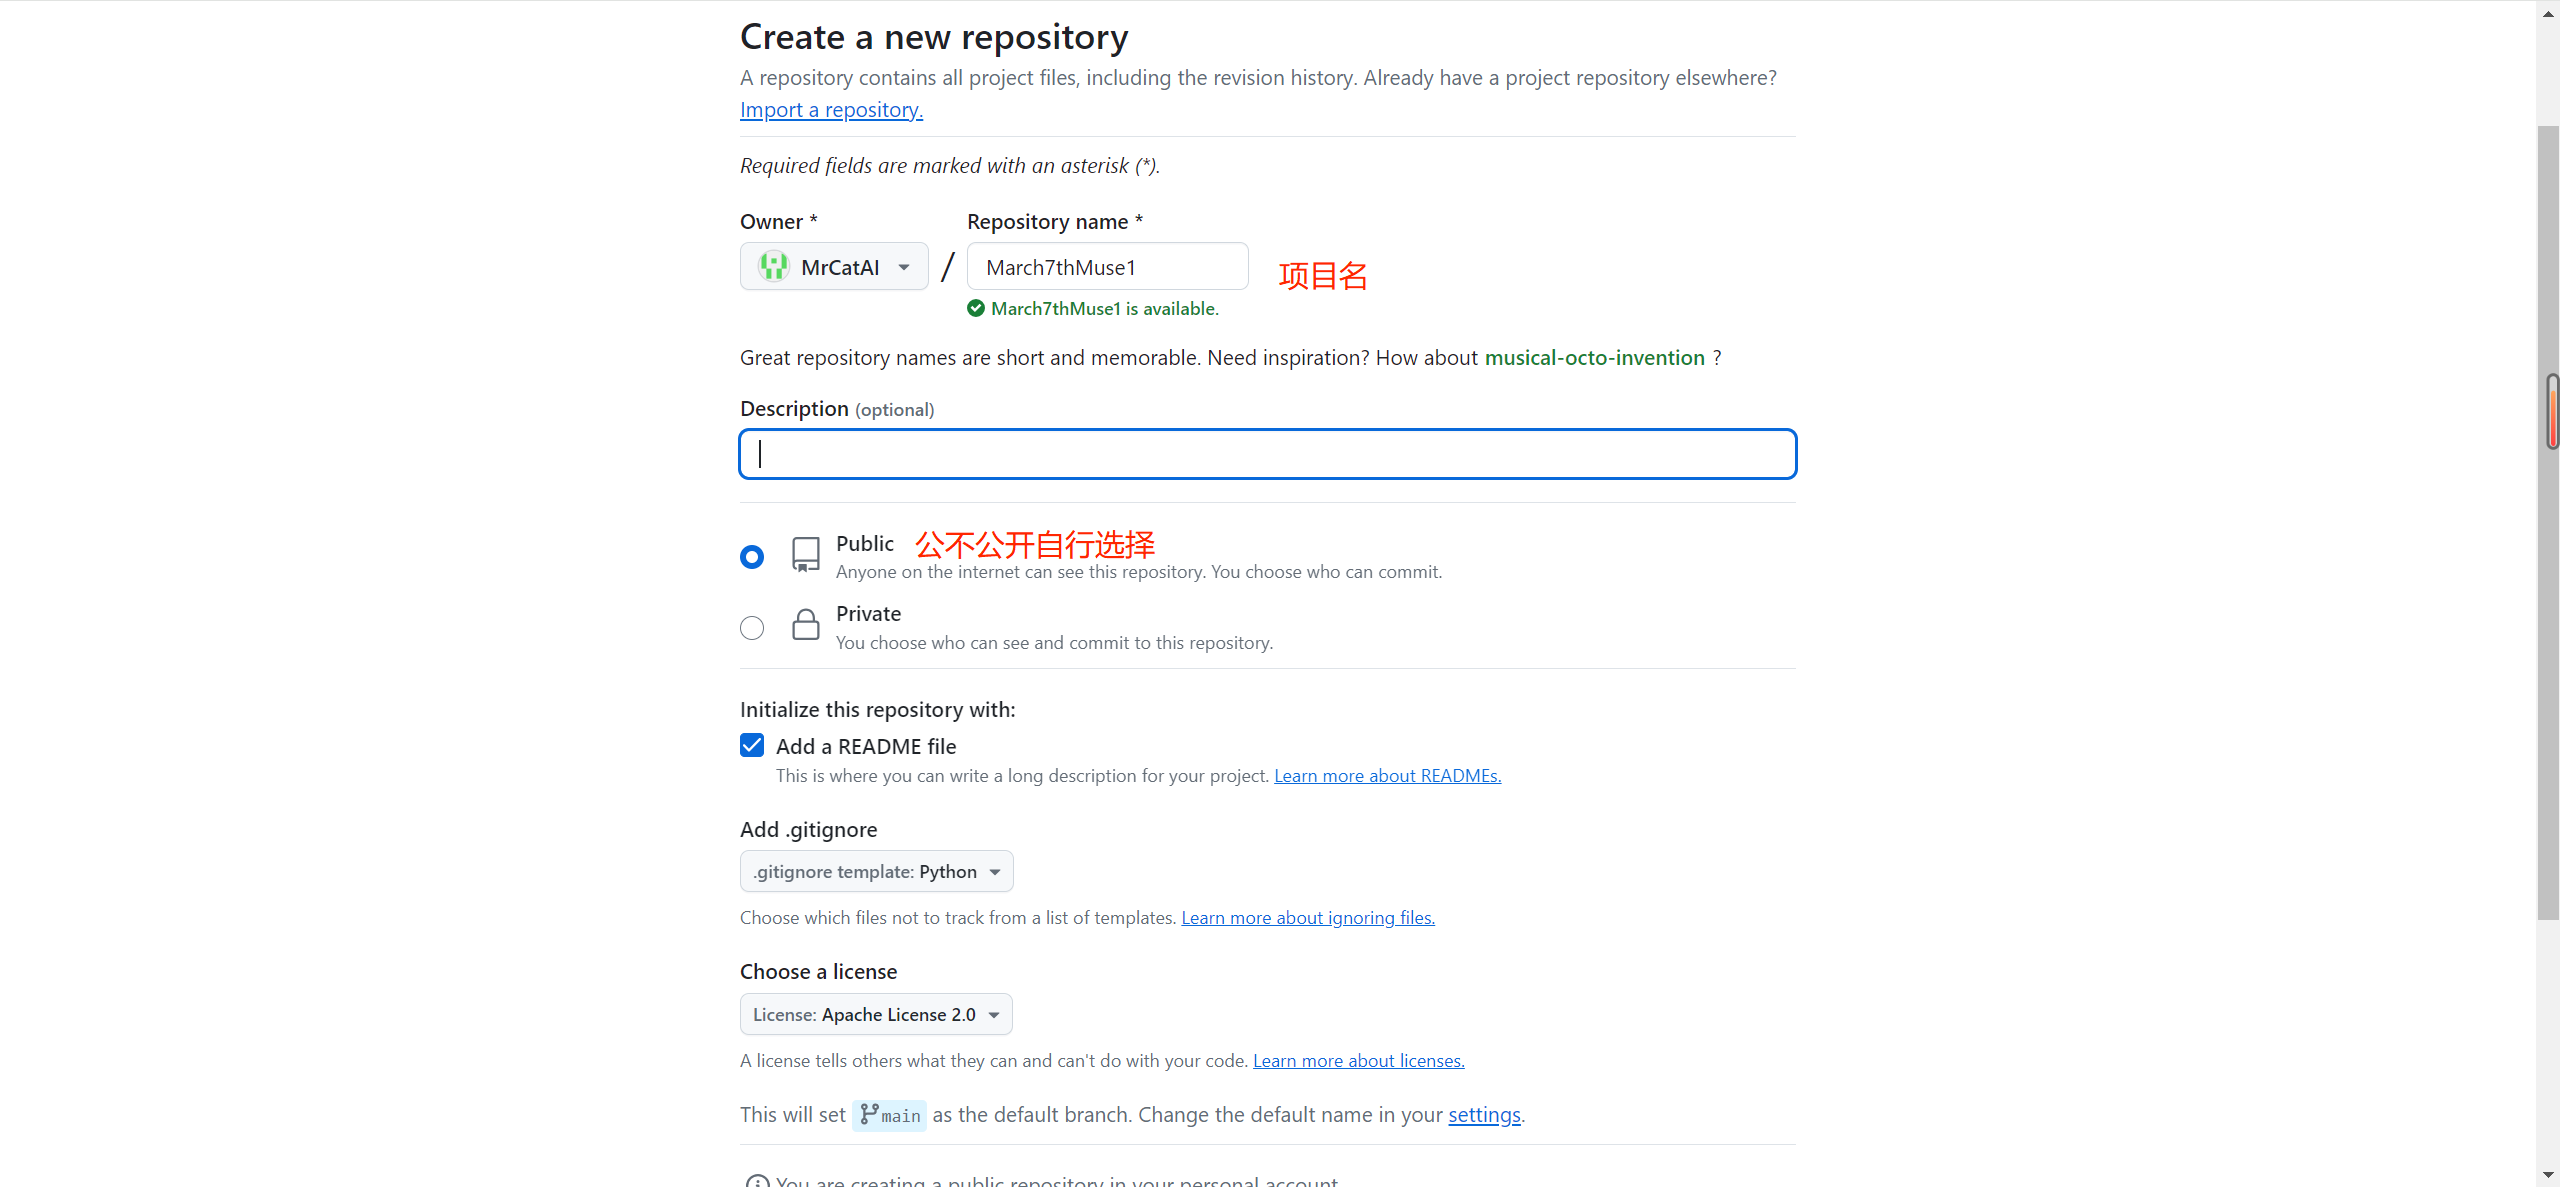 Create a new repository
A repository contains all project files, including the revision history. Already have a project repository elsewhere?
Import a repository.
Required fields are marked with an asterisk (*).
Owner * Repository name *
MrCatAI / March7thMuse1 项目名
March7thMuse1 is available.
Great repository names are short and memorable. Need inspiration? How about musical-octo-invention ?
Description (optional)
Public 公不公开自行选择
Anyone on the internet can see this repository. You choose who can commit.
Private
You choose who can see and commit to this repository.
Initialize this repository with:
Add a README file
This is where you can write a long description for your project. Learn more about READMEs.
Add .gitignore
.gitignore template: Python
Choose which files not to track from a list of templates. Learn more about ignoring files.
Choose a license
License: Apache License 2.0
A license tells others what they can and can't do with your code. Learn more about licenses.
This will set main as the default branch. Change the default name in your settings.
You are creating a public repository in your personal account